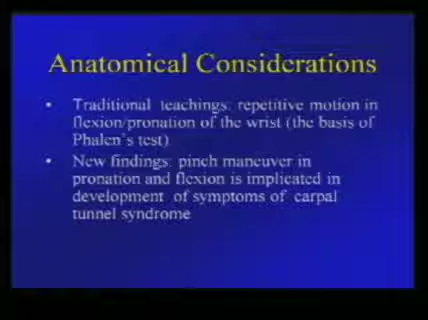 Anatomical Considerations
• Traditional teachings: repetitive motion in
flexion/pronation of the wrist (the basis of
Phalen's test)
• New findings: pinch maneuver in
pronation and flexion is implicated in
development of symptoms of carpal
tunnel syndrome